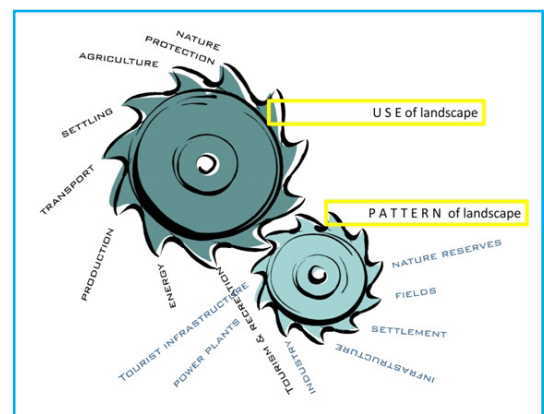 NATURE
PROTECTION
AGRICULTURE
SETTLING
TRANSPORT
PRODUCTION
ENERGY
TOURISM & RECREATION
U S E of landscape
P A T T E R N of landscape
NATURE RESERVES
FIELDS
SETTLEMENT
INFRASTRUCTURE
INDUSTRY
POWER PLANTS
TOURIST INFRASTRUCTURE